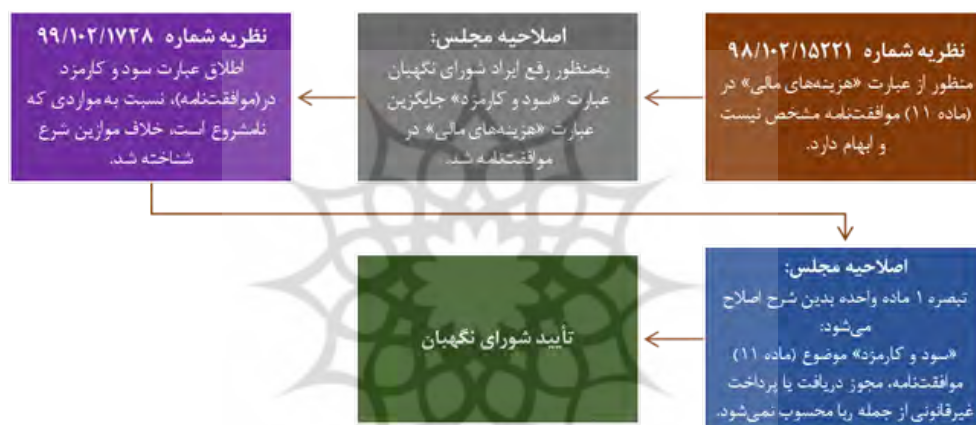 نظریه شماره ۹۸/۱۰۲/۱۵۲۲۱
منظور از عبارت «هزینه‌های مالی» در
(ماده ۱۱) موافقتنامه مشخص نیست
و ابهام دارد.
اصلاحیه مجلس:
به‌منظور رفع ایراد شورای نگهبان
عبارت «سود و کارمزد» جایگزین
عبارت «هزینه‌های مالی» در
موافقتنامه شد.
نظریه شماره ۹۹/۱۰۲/۱۷۲۸
اطلاق عبارت سود و کارمزد
در(موافقت‌نامه)، نسبت به مواردی که
نامشروع است، خلاف موازین شرع
شناخته شد.
اصلاحیه مجلس:
تبصره ۱ ماده واحده بدین شرح اصلاح
می‌شود:
«سود و کارمزد» موضوع (ماده ۱۱)
موافقت‌نامه، مجوز دریافت یا پرداخت
غیرقانونی از جمله ربا محسوب نمی‌شود.
تأیید شورای نگهبان